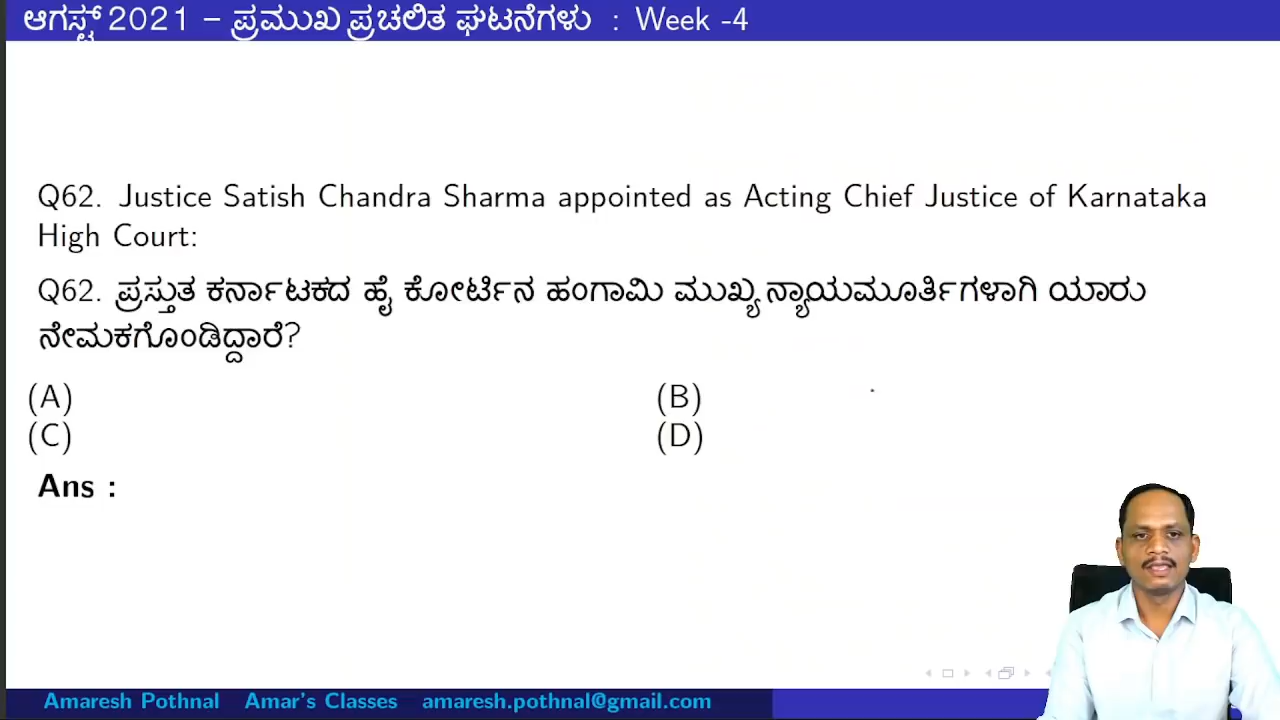 ಆಗಸ್ಟ್ 2021 – ಪ್ರಮುಖ ಪ್ರಚಲಿತ ಘಟನೆಗಳು : Week -4
Q62. Justice Satish Chandra Sharma appointed as Acting Chief Justice of Karnataka
High Court:
Q62. ಪ್ರಸ್ತುತ ಕರ್ನಾಟಕದ ಹೈ ಕೋರ್ಟಿನ ಹಂಗಾಮಿ ಮುಖ್ಯ ನ್ಯಾಯಮೂರ್ತಿಗಳಾಗಿ ಯಾರು
ನೇಮಕಗೊಂಡಿದ್ದಾರೆ?
(A) (B)
(C) (D)
Ans :
Amaresh Pothnal Amar's Classes amaresh.pothnal@gmail.com